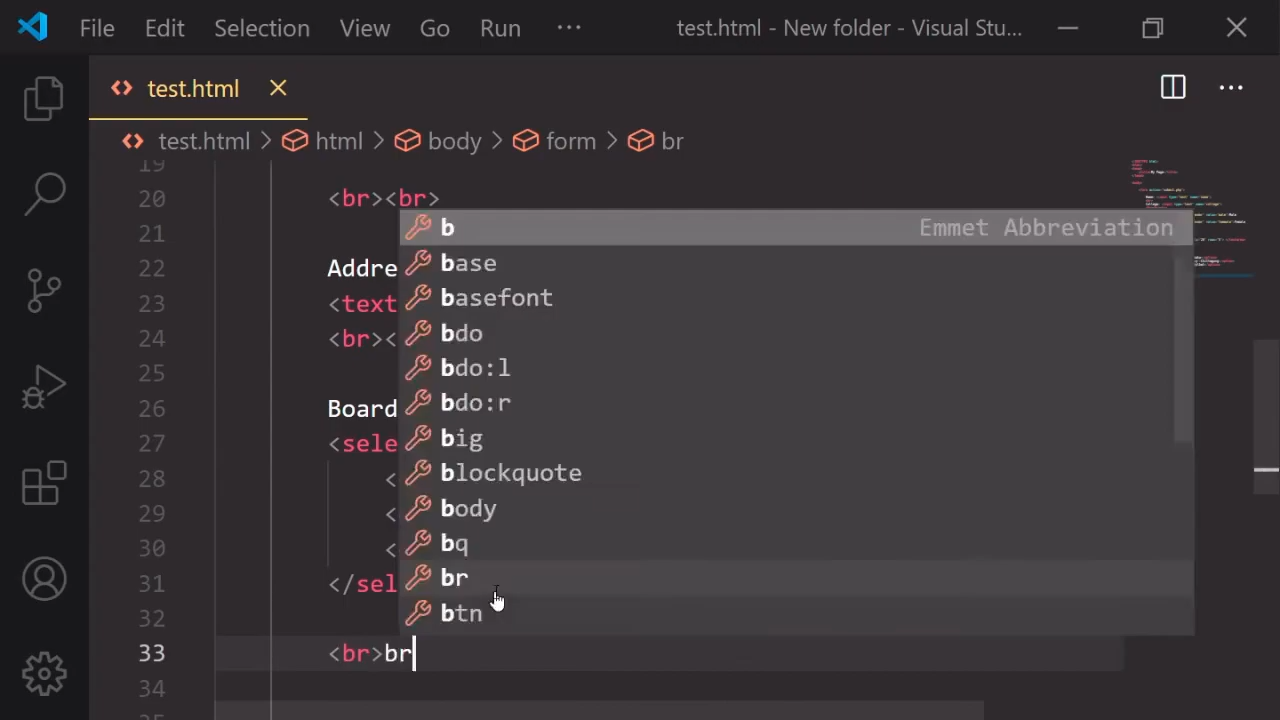 File Edit Selection View Go Run ··· test.html - New folder - Visual Stu...
test.html
test.html > html > body > form > br
19
20 <br><br>
21
22 Addre
23 <text
24 <br><
25
26 Board
27 <sele
28 <
29 <
30 <
31 </sel
32
33 <br>br
34
35
b Emmet Abbreviation
base
basefont
bdo
bdo:l
bdo:r
big
blockquote
body
bq
br
btn